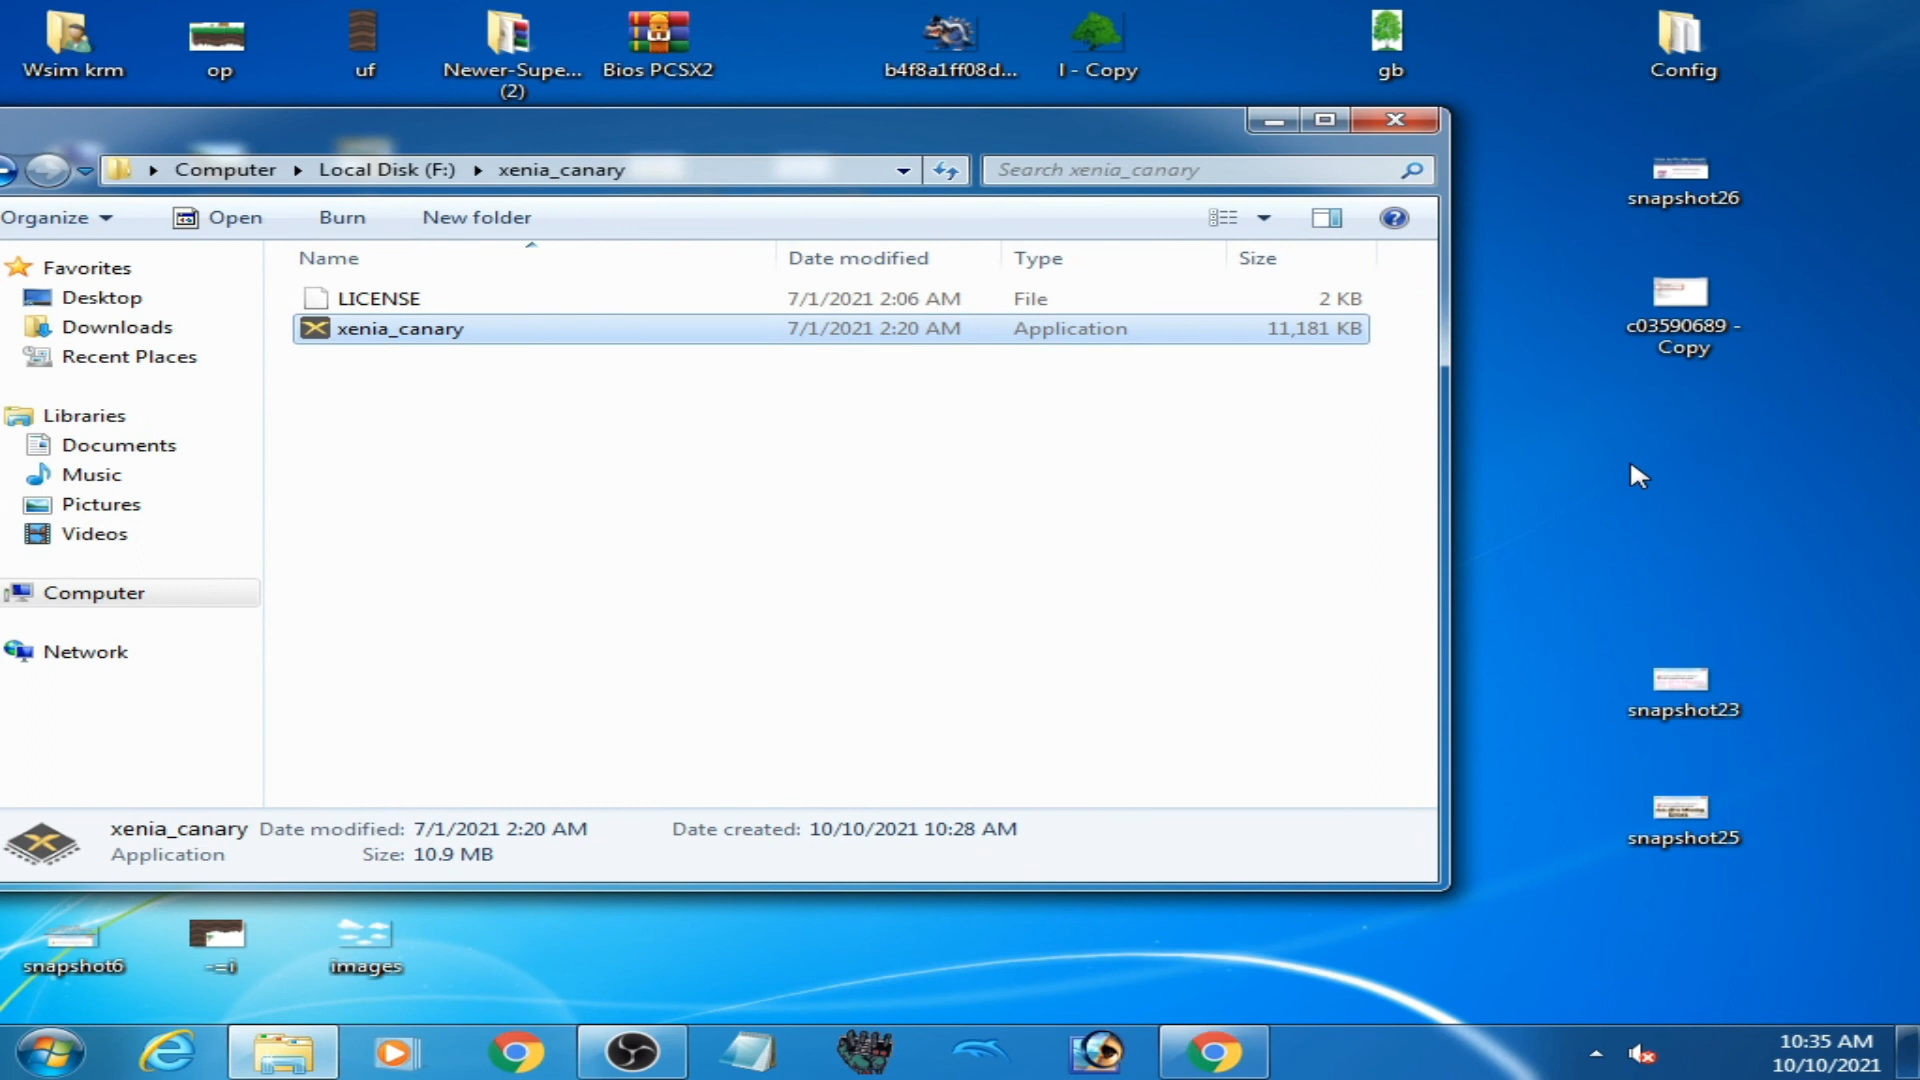 Wsim krm
op
uf
Newer-Supe...
(2)
Bios PCSX2
b4f8a1ff08d...
I - Copy
gb
Config
Computer
Local Disk (F:)
xenia_canary
Search xenia_canary
Organize
Open
Burn
New folder
Name
Date modified
Type
Size
LICENSE
7/1/2021 2:06 AM
File
2 KB
xenia_canary
7/1/2021 2:20 AM
Application
11,181 KB
Favorites
Desktop
Downloads
Recent Places
Libraries
Documents
Music
Pictures
Videos
Computer
Network
xenia_canary Date modified: 7/1/2021 2:20 AM Date created: 10/10/2021 10:28 AM
Application Size: 10.9 MB
snapshot26
c03590689 -
Copy
snapshot23
snapshot25
snapshot6
-=i
images
10:35 AM
10/10/2021